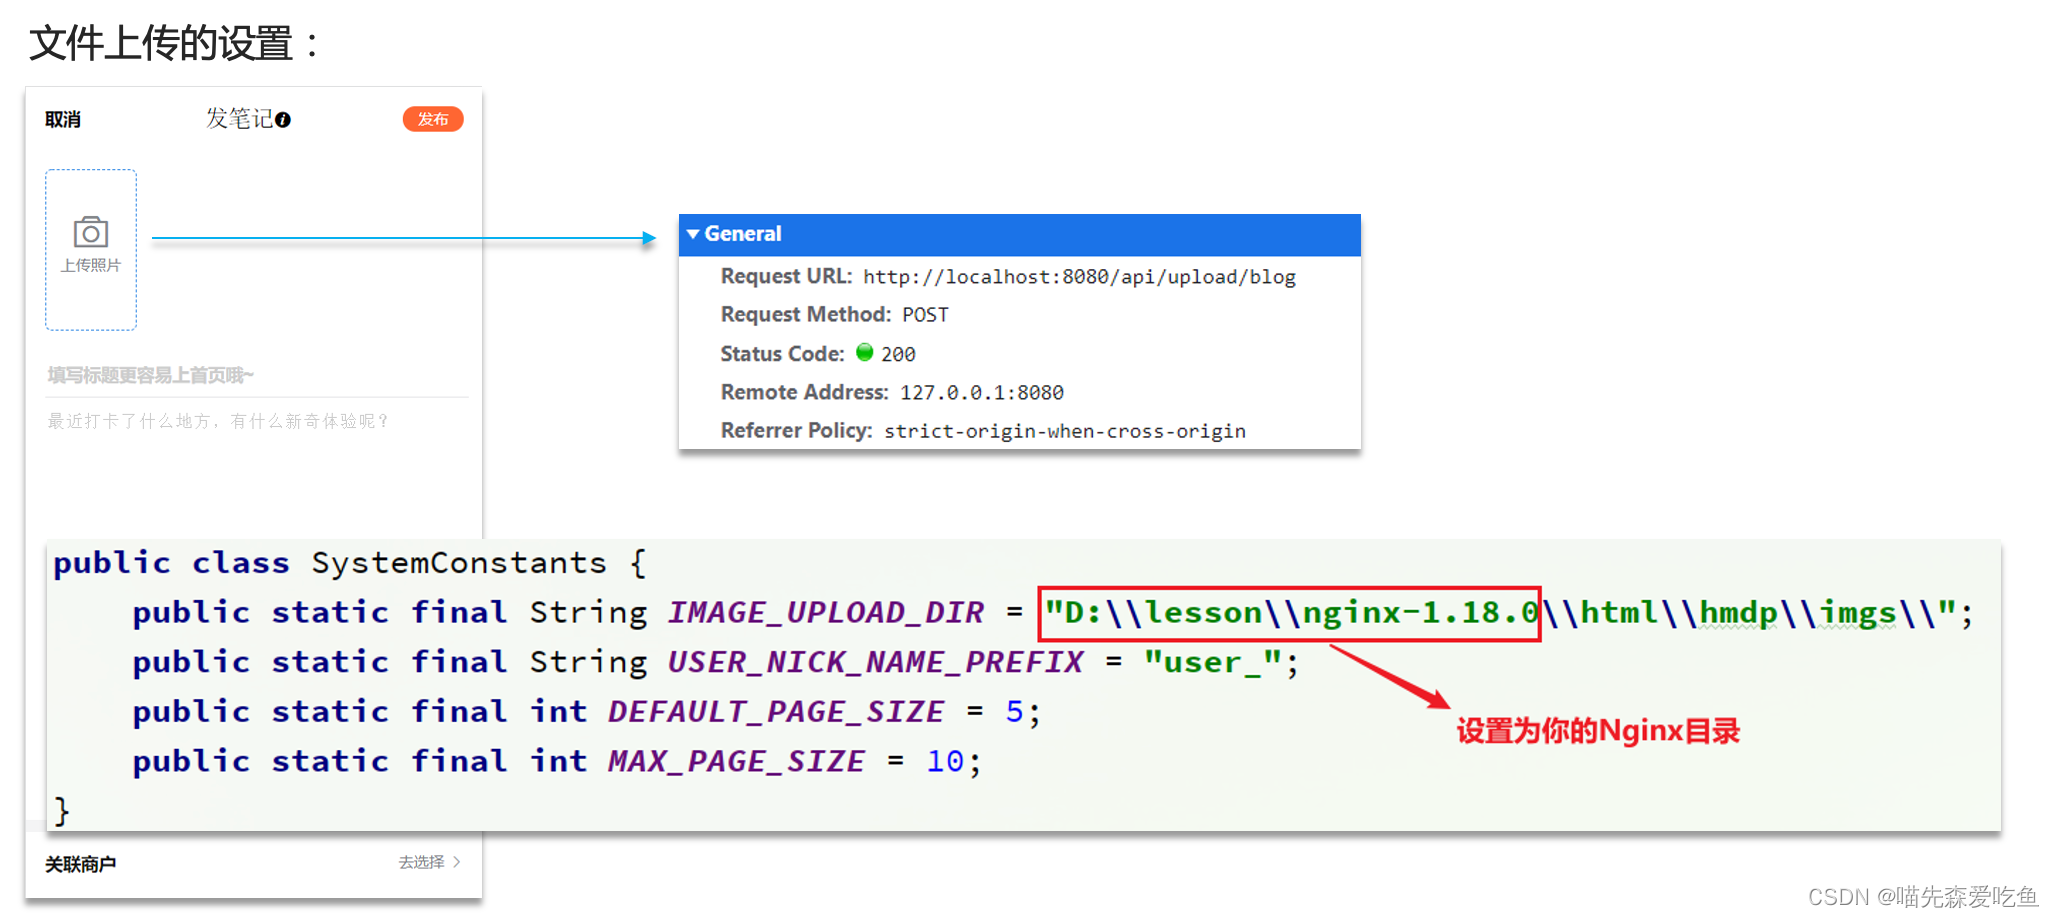 文件上传的设置：
取消 发笔记 发布
上传照片
填写标题更容易上首页哦~
最近打卡了什么地方，有什么新奇体验呢？
General
Request URL: http://localhost:8080/api/upload/blog
Request Method: POST
Status Code: 200
Remote Address: 127.0.0.1:8080
Referrer Policy: strict-origin-when-cross-origin
public class SystemConstants {
public static final String IMAGE_UPLOAD_DIR = "D:\\lesson\\nginx-1.18.0\\html\\hmdp\\imgs\\";
public static final String USER_NICK_NAME_PREFIX = "user_";
public static final int DEFAULT_PAGE_SIZE = 5;
public static final int MAX_PAGE_SIZE = 10;
}
设置为你的Nginx目录
关联商户 去选择 >
CSDN @喵先森爱吃鱼